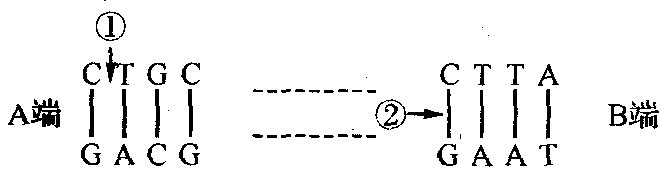 ①
C T G C C T T A
A端 ② B端
G A C G G A A T